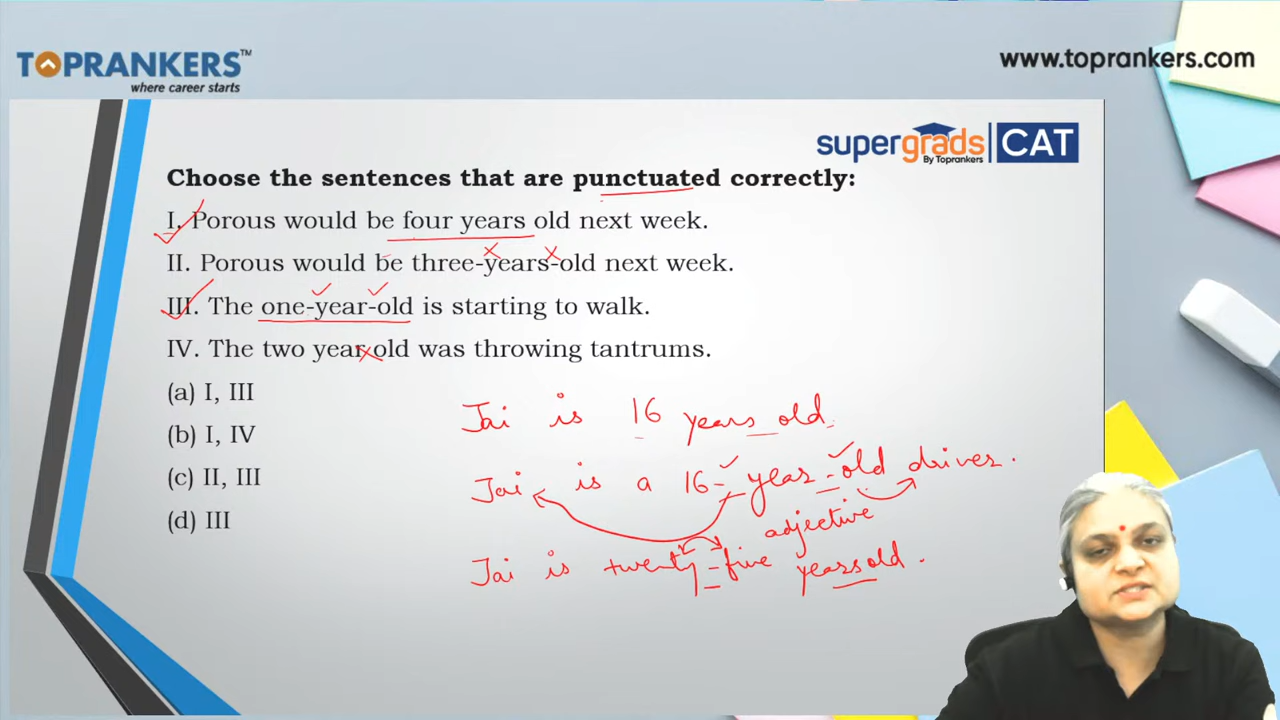 TOPRANKERS™
where career starts
www.toprankers.com
supergrads | CAT
By Toprankers
Choose the sentences that are punctuated correctly:
I. Porous would be four years old next week.
II. Porous would be three-years-old next week.
III. The one-year-old is starting to walk.
IV. The two year old was throwing tantrums.
(a) I, III
(b) I, IV
(c) II, III
(d) III
Jai is 16 years old.
Jai is a 16-year-old driver.
adjective
Jai is twenty-five years old.